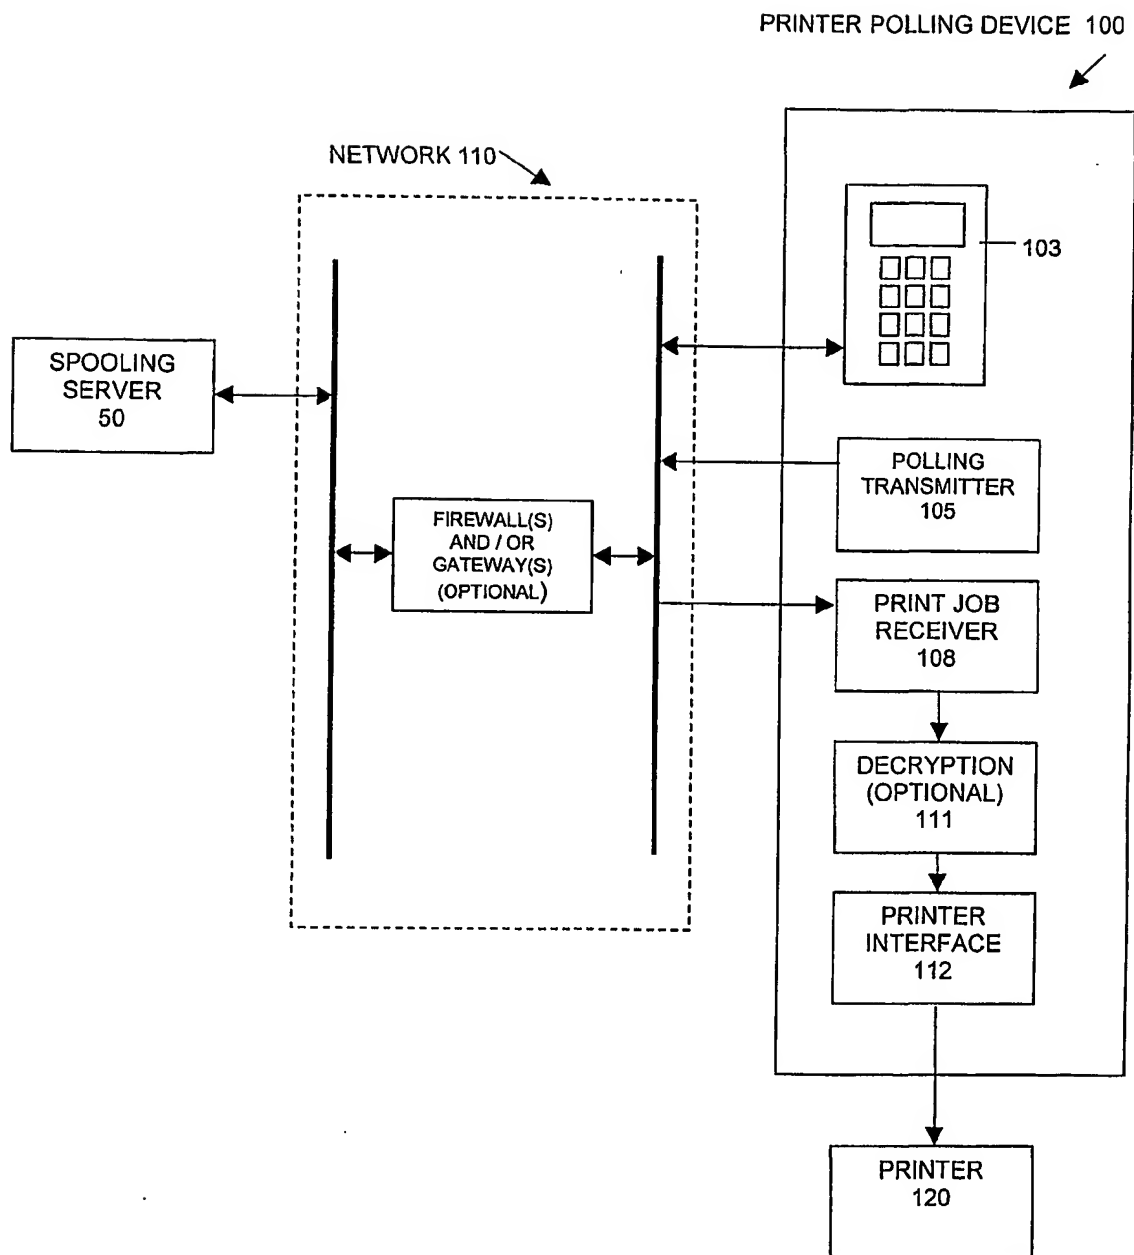 PRINTER POLLING DEVICE 100
NETWORK 110
103
SPOOLING
SERVER
50
POLLING
TRANSMITTER
105
FIREWALL(S)
AND / OR
GATEWAY(S)
(OPTIONAL)
PRINT JOB
RECEIVER
108
DECRYPTION
(OPTIONAL)
111
PRINTER
INTERFACE
112
PRINTER
120